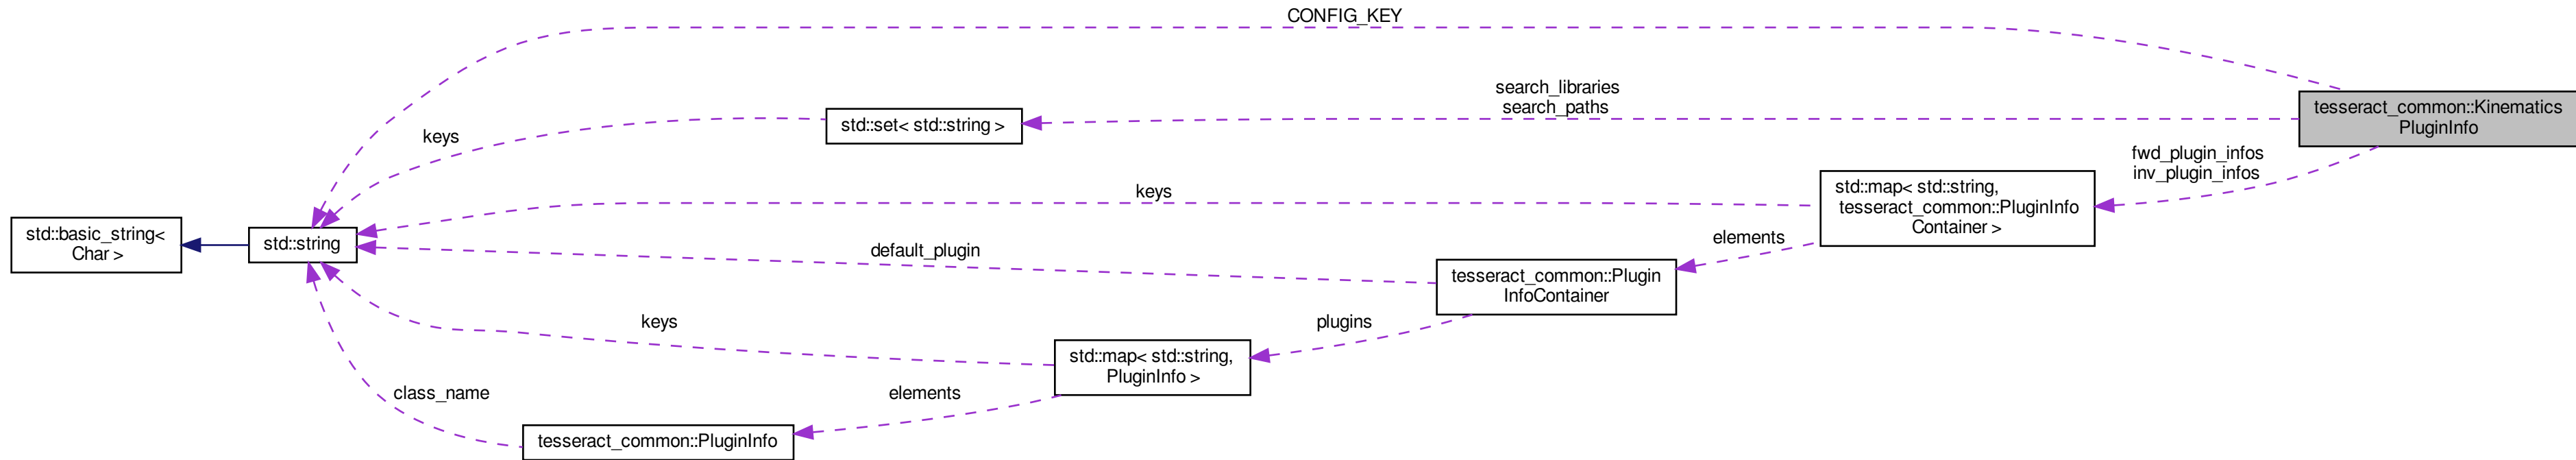 CONFIG_KEY
search_libraries
search_paths
tesseract_common::Kinematics
PluginInfo
std::set< std::string >
keys
fwd_plugin_infos
inv_plugin_infos
keys
std::map< std::string,
tesseract_common::PluginInfo
Container >
std::basic_string<
Char >
std::string
default_plugin
elements
tesseract_common::Plugin
InfoContainer
keys
plugins
std::map< std::string,
PluginInfo >
class_name
elements
tesseract_common::PluginInfo